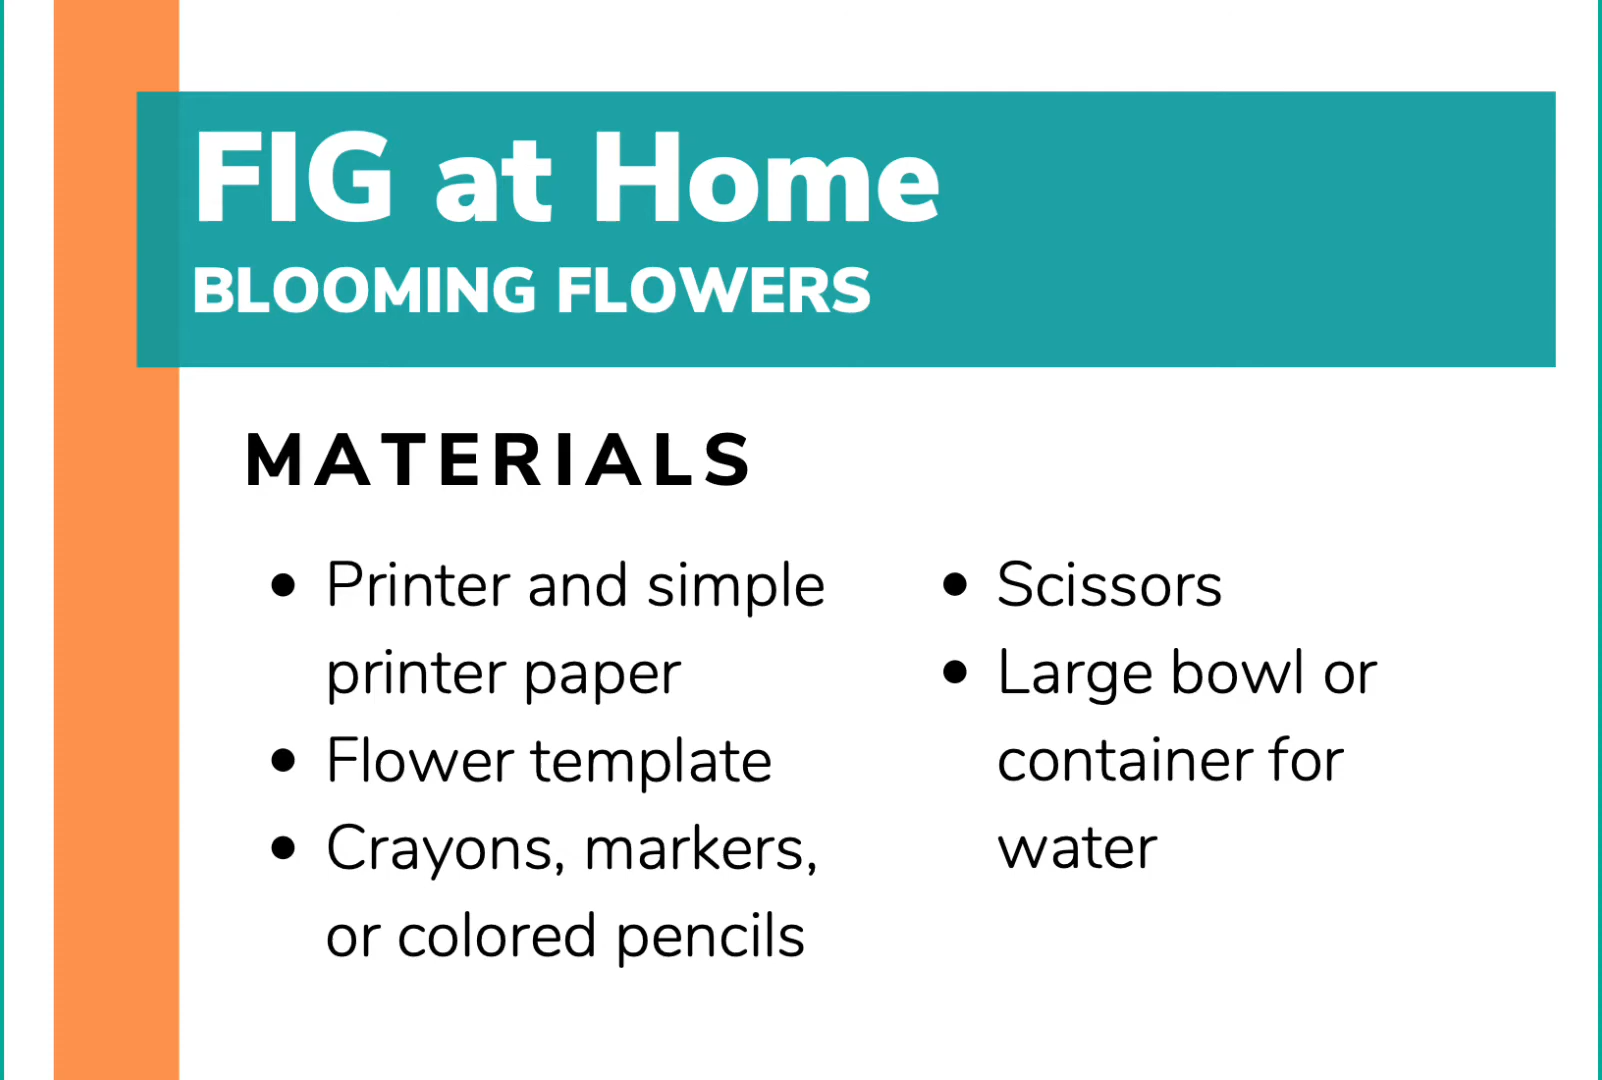 FIG at Home
BLOOMING FLOWERS
MATERIALS
• Printer and simple
printer paper
• Flower template
• Crayons, markers,
or colored pencils
• Scissors
• Large bowl or
container for
water